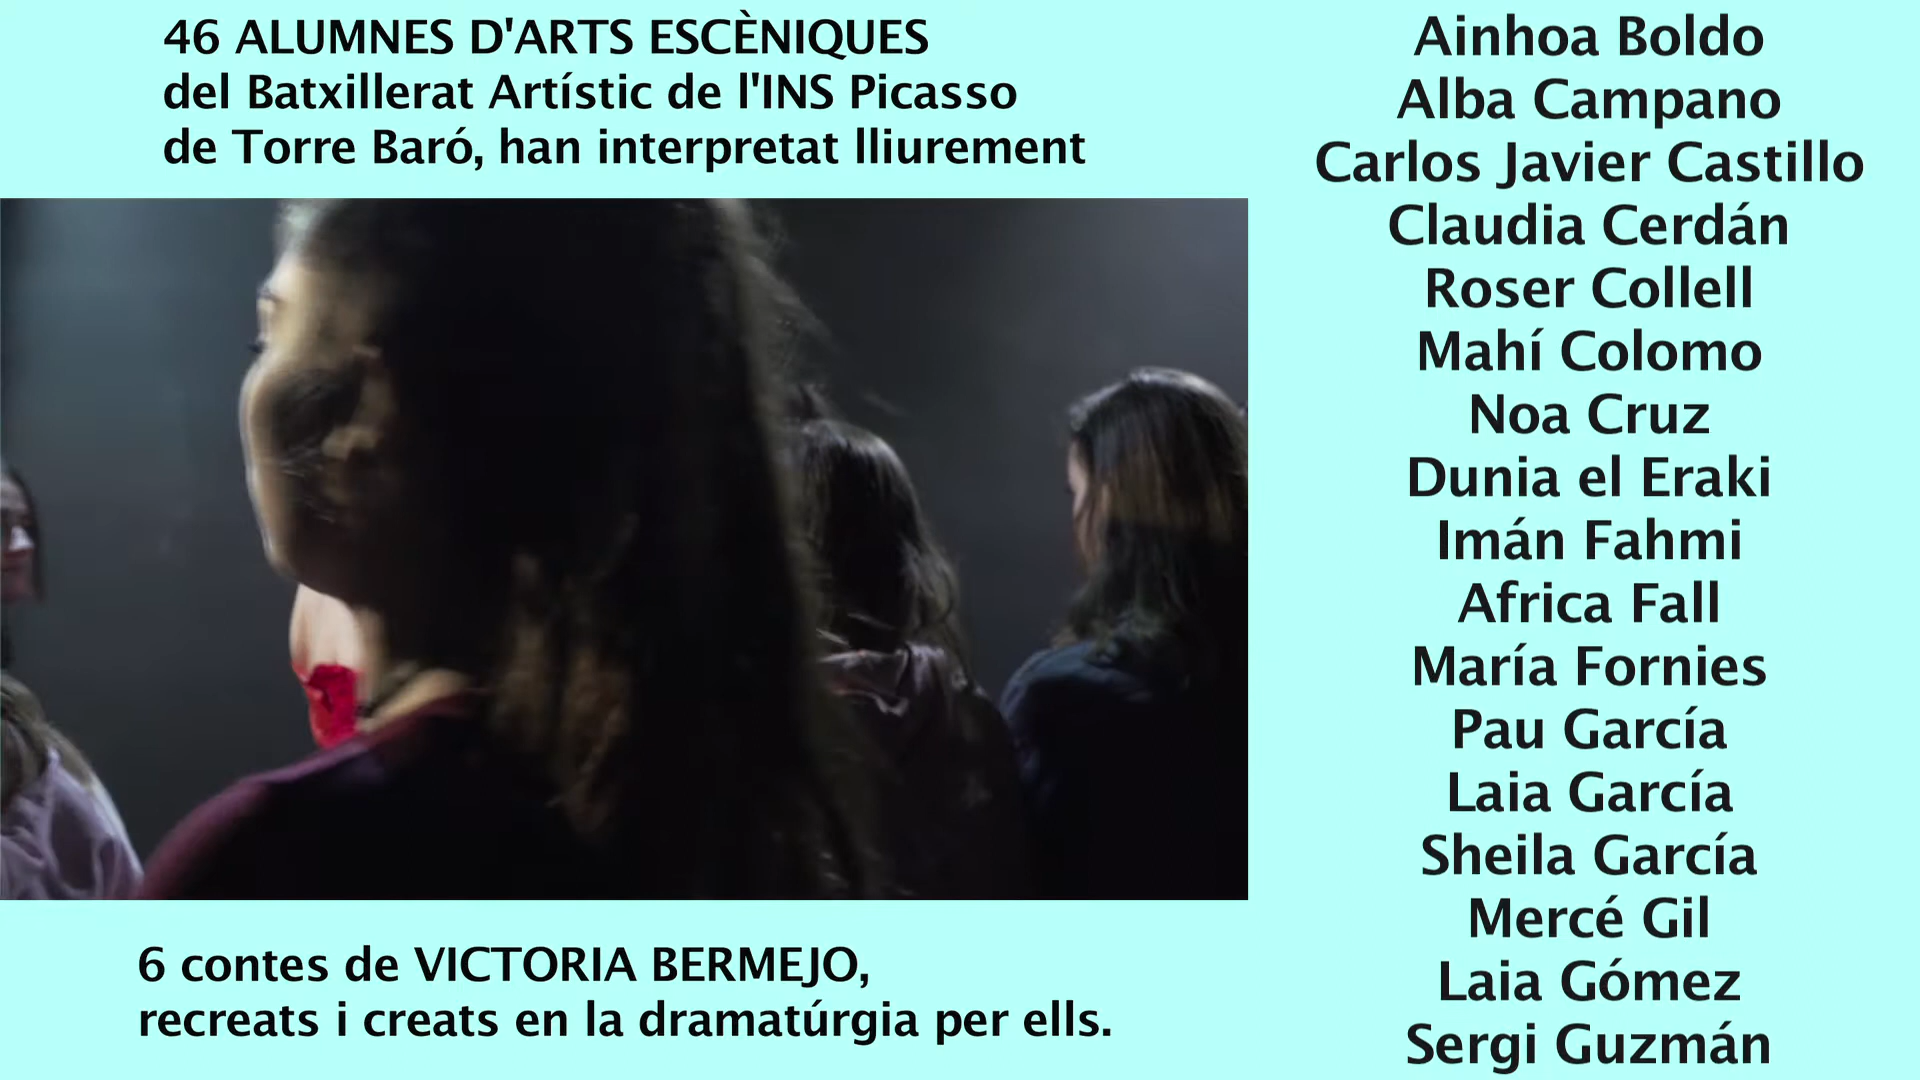 46 ALUMNES D'ARTS ESCÈNIQUES
del Batxillerat Artístic de l'INS Picasso
de Torre Baró, han interpretat lliurement
6 contes de VICTORIA BERMEJO,
recreats i creats en la dramatúrgia per ells.
Ainhoa Boldo
Alba Campano
Carlos Javier Castillo
Claudia Cerdán
Roser Collell
Mahí Colomo
Noa Cruz
Dunia el Eraki
Imán Fahmi
Africa Fall
María Fornies
Pau García
Laia García
Sheila García
Mercé Gil
Laia Gómez
Sergi Guzmán